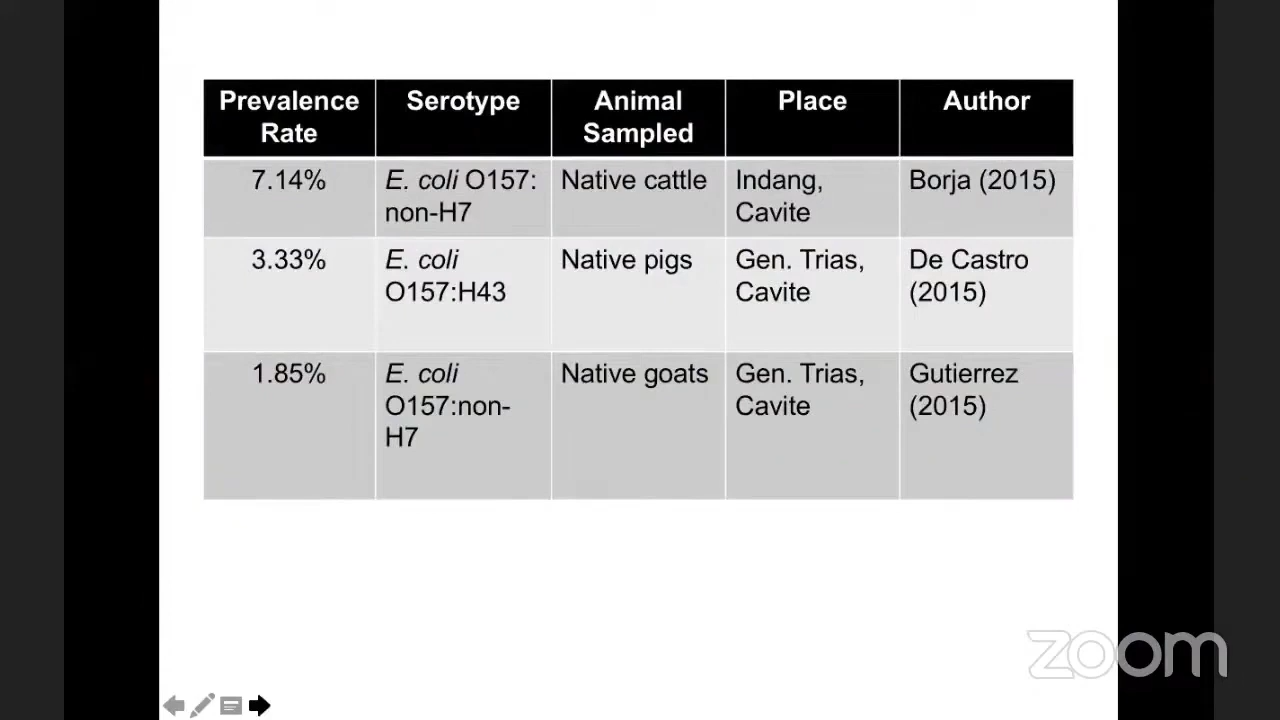 Prevalence Rate
Serotype
Animal Sampled
Place
Author
7.14%
E. coli O157:
non-H7
Native cattle
Indang,
Cavite
Borja (2015)
3.33%
E. coli
O157:H43
Native pigs
Gen. Trias,
Cavite
De Castro
(2015)
1.85%
E. coli
O157:non-
H7
Native goats
Gen. Trias,
Cavite
Gutierrez
(2015)
zoom